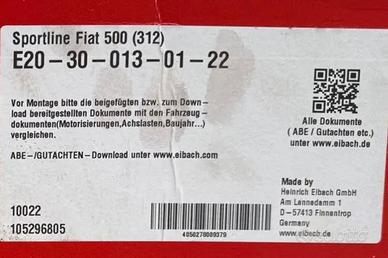 Sportline Fiat 500 (312)
E20-30-013-01-22
Vor Montage bitte die beigefügten bzw. zum Down-
load bereitgestellten Dokumente mit den Fahrzeug-
dokumenten(Motorisierungen,Achslasten,Baujahr...)
vergleichen.
ABE-/GUTACHTEN-Download unter www.eibach.com
Alle Dokumente
( ABE / Gutachten etc.)
unter www.eibach.de
Made by
Heinrich Eibach GmbH
Am Lennedamm 1
D-57413 Finnentrop
Germany
www.eibach.de
10022
105296805
4050278009379